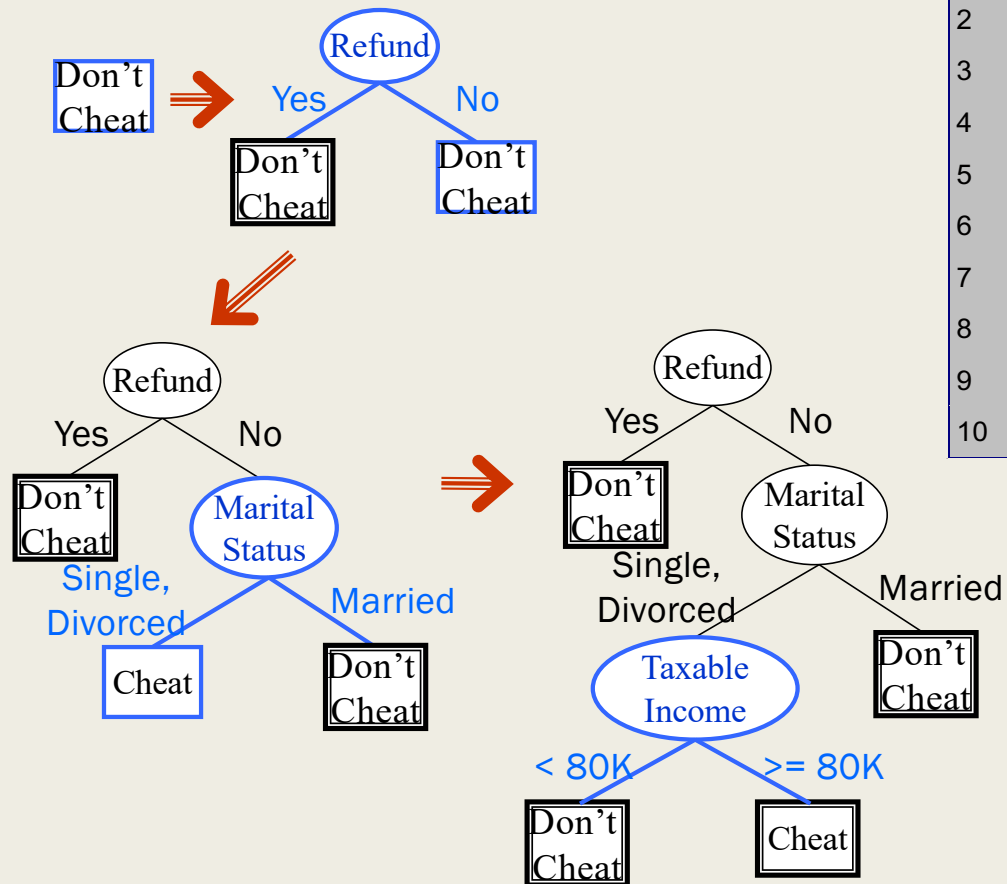 Don't
Cheat
Refund
Yes
No
Don't
Cheat
Don't
Cheat
2
3
4
5
6
7
8
9
10
Refund
Yes
No
Don't
Cheat
Marital
Status
Single,
Divorced
Married
Cheat
Don't
Cheat
Refund
Yes
No
Don't
Cheat
Marital
Status
Single,
Divorced
Married
Taxable
Income
Don't
Cheat
< 80K
>= 80K
Don't
Cheat
Cheat